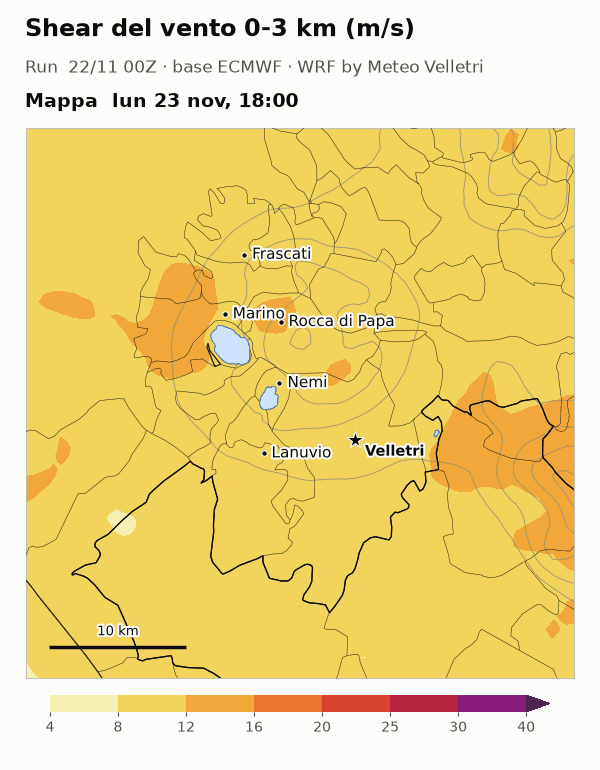 Shear del vento 0-3 km (m/s)
Run  22/11 00Z · base ECMWF · WRF by Meteo Velletri
Mappa  lun 23 nov, 18:00
Frascati
Marino
Rocca di Papa
Nemi
Velletri
Lanuvio
10 km
4 8 12 16 20 25 30 40